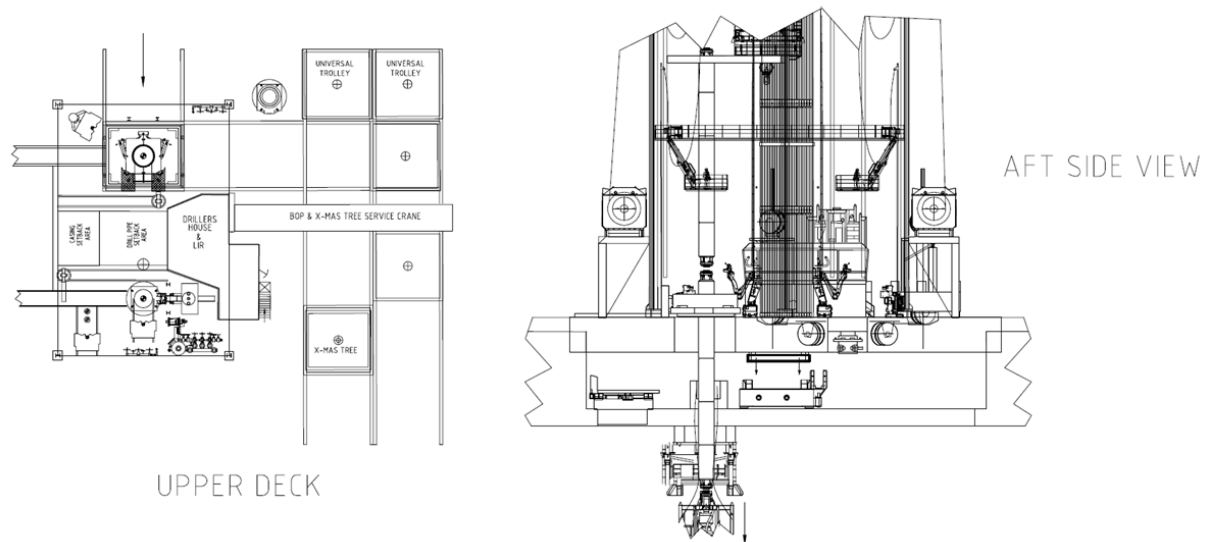 UNIVERSAL
TROLLEY
UNIVERSAL
TROLLEY
BOP & X-MAS TREE SERVICE CRANE
CASING
SETBACK
AREA
DRILL PIPE
SETBACK
AREA
DRILLERS
HOUSE
&
LIR
X-MAS TREE
UPPER DECK
AFT SIDE VIEW